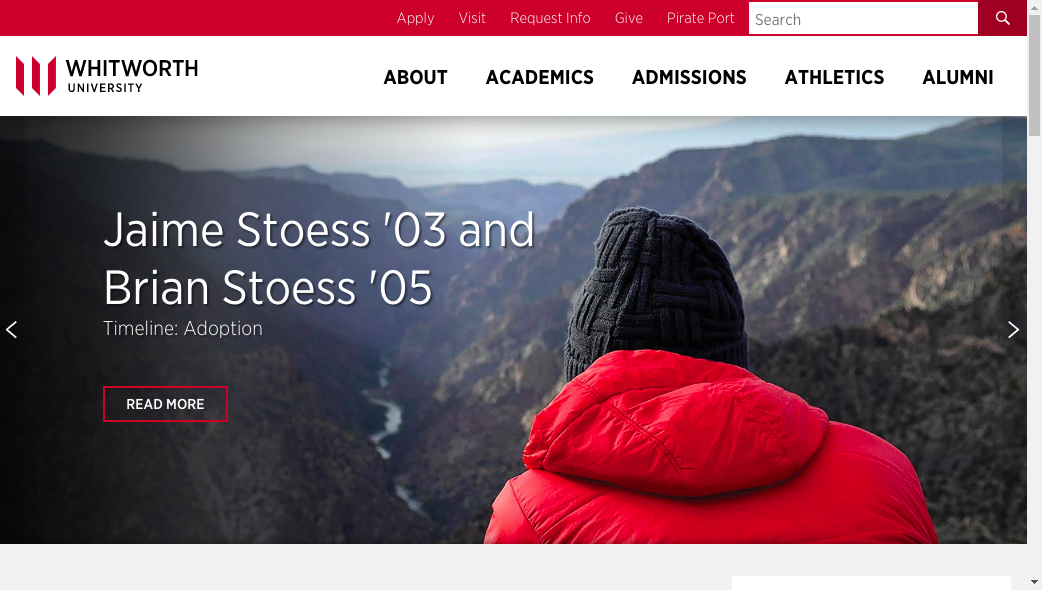 Apply Visit Request Info Give Pirate Port Search
WHITWORTH
UNIVERSITY
ABOUT ACADEMICS ADMISSIONS ATHLETICS ALUMNI
Jaime Stoess '03 and
Brian Stoess '05
Timeline: Adoption
READ MORE